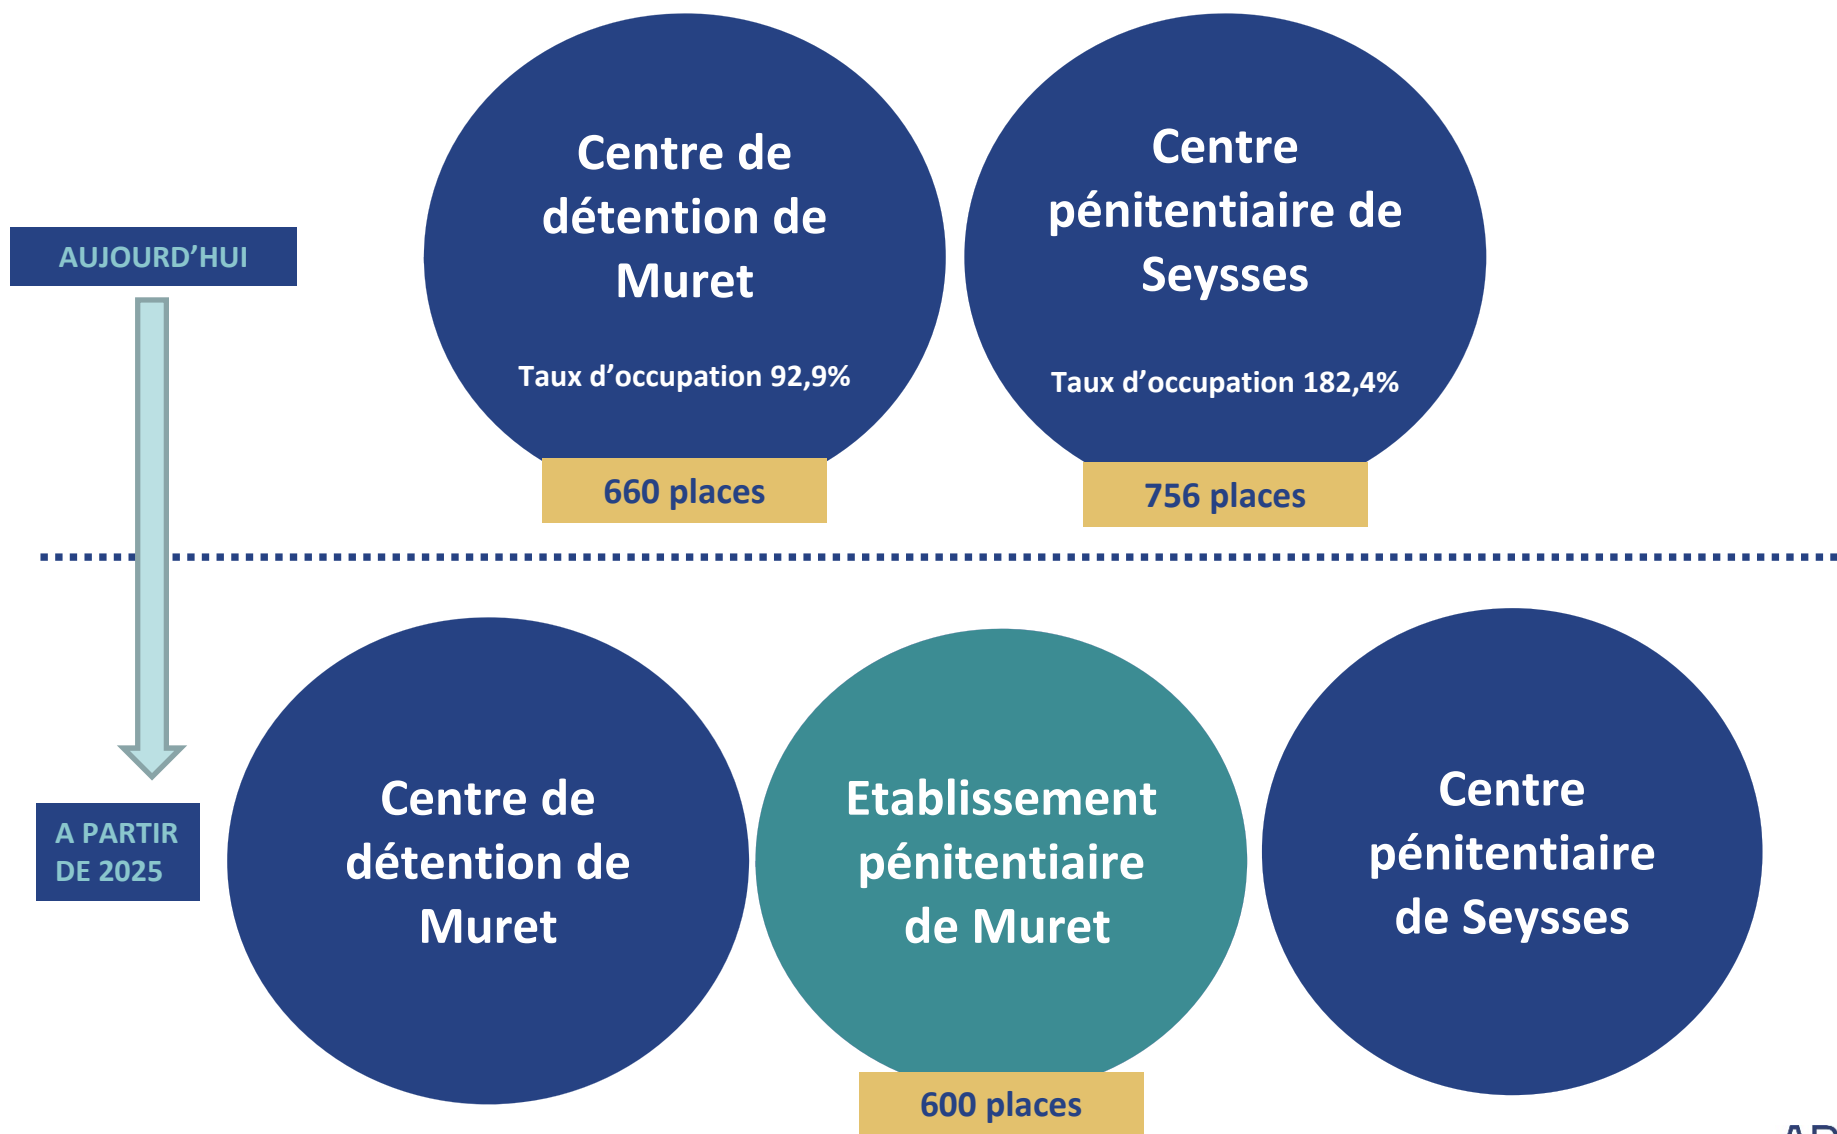 Centre de
détention de
Muret
Taux d’occupation 92,9%
660 places
Centre
pénitentiaire de
Seysses
Taux d’occupation 182,4%
756 places
AUJOURD’HUI
A PARTIR
DE 2025
Centre de
détention de
Muret
Etablissement
pénitentiaire
de Muret
600 places
Centre
pénitentiaire
de Seysses